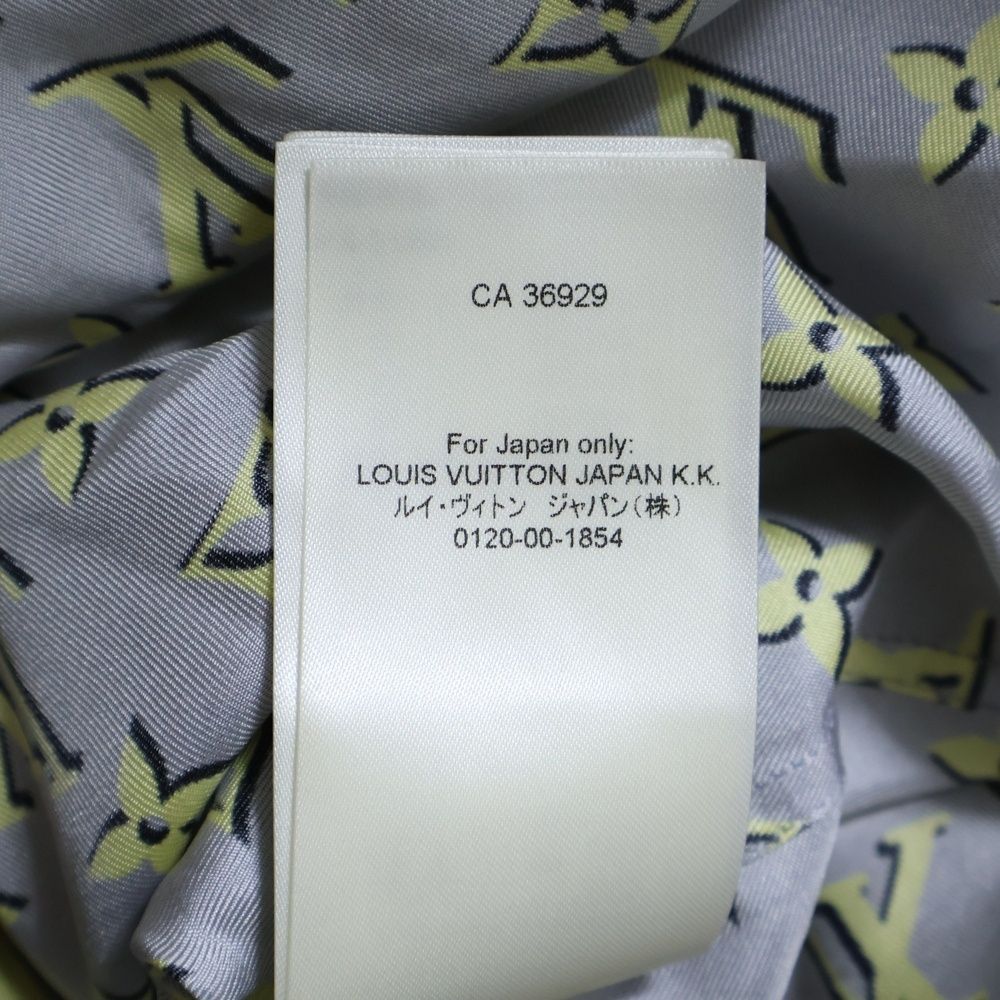 CA 36929
For Japan only:
LOUIS VUITTON JAPAN K.K.
ルイ・ヴィトン ジャパン(株)
0120-00-1854